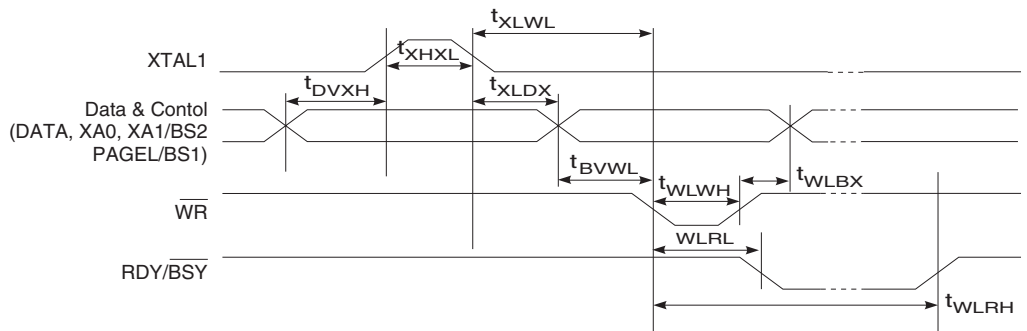 tXLWL
XTAL1
tXHXL
tDVXH
tXLDX
Data & Contol
(DATA, XA0, XA1/BS2
PAGEL/BS1)
tBVWL
tWLWH
tWLBX
WR
WLRL
RDY/BSY
tWLRH